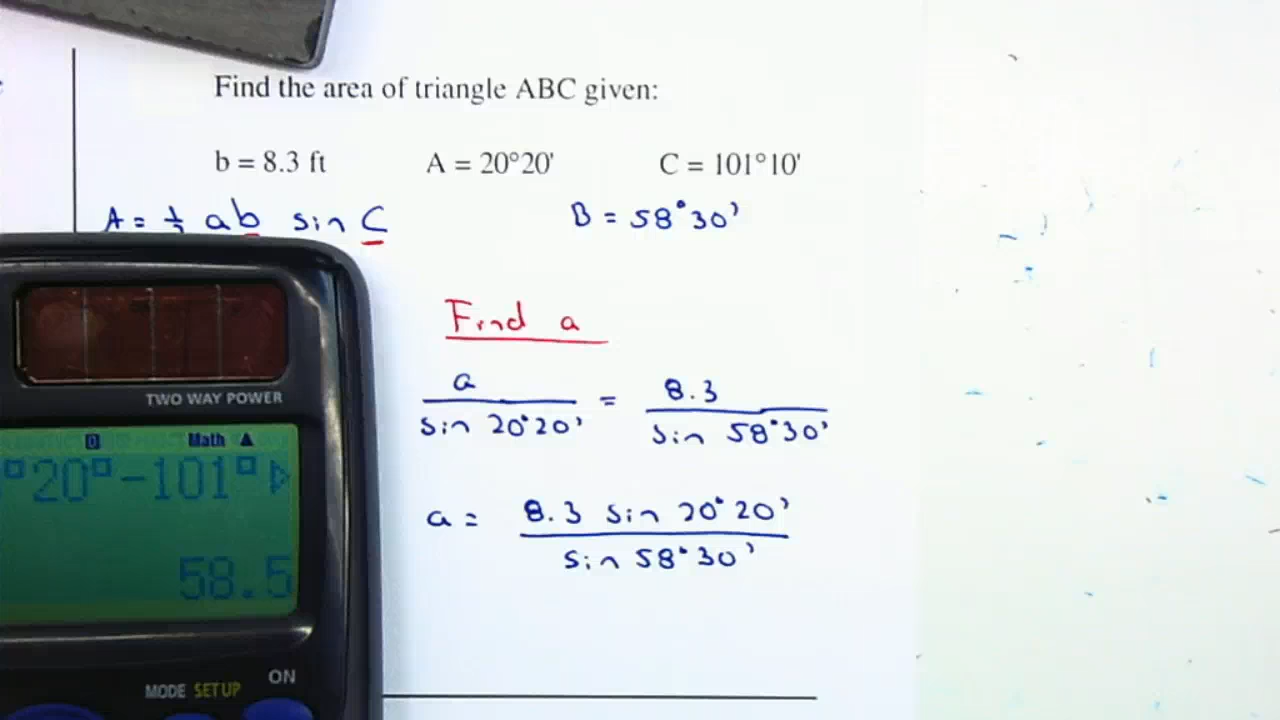 Find the area of triangle ABC given:
b = 8.3 ft A = 20°20' C = 101°10'
A = ½ ab sin C B = 58°30'
Find a
a / sin 20°20' = 8.3 / sin 58°30'
a = 8.3 sin 20°20' / sin 58°30'
TWO WAY POWER
D Math ▲
°20°-101°▷
58.5
ON
MODE SETUP